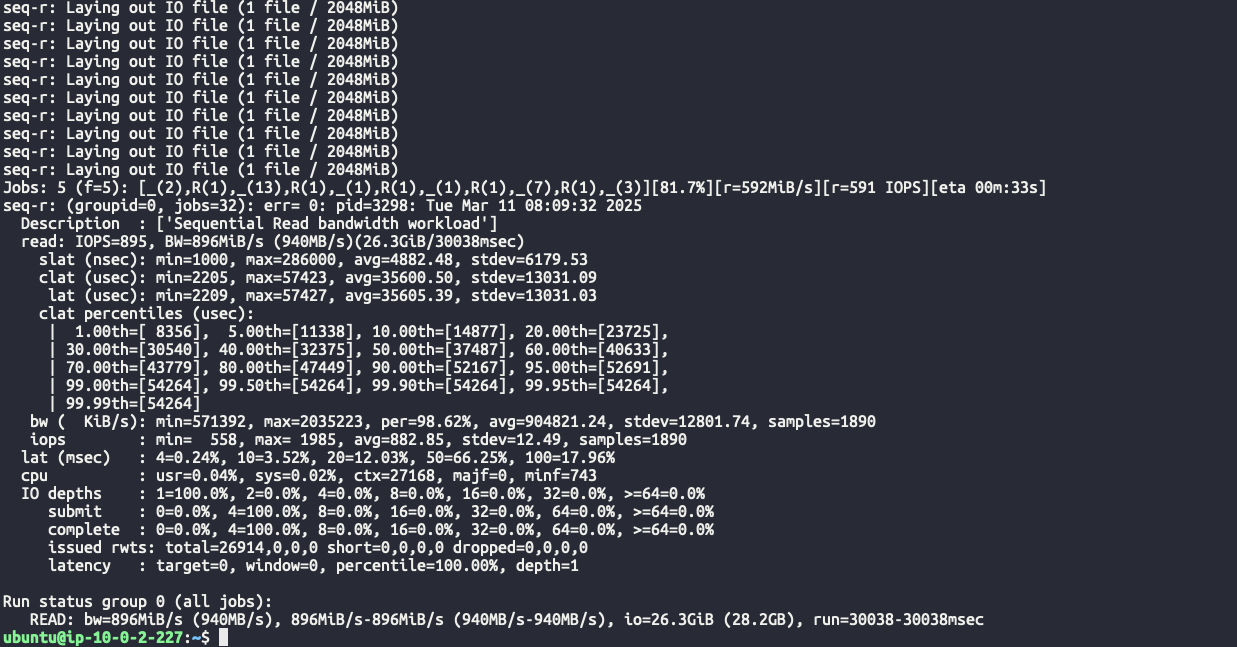 seq-r: Laying out IO file (1 file / 2048MiB)
seq-r: Laying out IO file (1 file / 2048MiB)
seq-r: Laying out IO file (1 file / 2048MiB)
seq-r: Laying out IO file (1 file / 2048MiB)
seq-r: Laying out IO file (1 file / 2048MiB)
seq-r: Laying out IO file (1 file / 2048MiB)
seq-r: Laying out IO file (1 file / 2048MiB)
seq-r: Laying out IO file (1 file / 2048MiB)
seq-r: Laying out IO file (1 file / 2048MiB)
seq-r: Laying out IO file (1 file / 2048MiB)
Jobs: 5 (f=5): [_(2),R(1),_(13),R(1),_(1),R(1),_(1),R(1),_(7),R(1),_(3)][81.7%][r=592MiB/s][r=591 IOPS][eta 00m:33s]
seq-r: (groupid=0, jobs=32): err= 0: pid=3298: Tue Mar 11 08:09:32 2025
  Description  : ['Sequential Read bandwidth workload']
  read: IOPS=895, BW=896MiB/s (940MB/s)(26.3GiB/30038msec)
    slat (nsec): min=1000, max=286000, avg=4882.48, stdev=6179.53
    clat (usec): min=2205, max=57423, avg=35600.50, stdev=13031.09
     lat (usec): min=2209, max=57427, avg=35605.39, stdev=13031.03
    clat percentiles (usec):
     |  1.00th=[ 8356],  5.00th=[11338], 10.00th=[14877], 20.00th=[23725],
     | 30.00th=[30540], 40.00th=[32375], 50.00th=[37487], 60.00th=[40633],
     | 70.00th=[43779], 80.00th=[47449], 90.00th=[52167], 95.00th=[52691],
     | 99.00th=[54264], 99.50th=[54264], 99.90th=[54264], 99.95th=[54264],
     | 99.99th=[54264]
   bw (  KiB/s): min=571392, max=2035223, per=98.62%, avg=904821.24, stdev=12801.74, samples=1890
   iops        : min=  558, max= 1985, avg=882.85, stdev=12.49, samples=1890
  lat (msec)   : 4=0.24%, 10=3.52%, 20=12.03%, 50=66.25%, 100=17.96%
  cpu          : usr=0.04%, sys=0.02%, ctx=27168, majf=0, minf=743
  IO depths    : 1=100.0%, 2=0.0%, 4=0.0%, 8=0.0%, 16=0.0%, 32=0.0%, >=64=0.0%
     submit    : 0=0.0%, 4=100.0%, 8=0.0%, 16=0.0%, 32=0.0%, 64=0.0%, >=64=0.0%
     complete  : 0=0.0%, 4=100.0%, 8=0.0%, 16=0.0%, 32=0.0%, 64=0.0%, >=64=0.0%
     issued rwts: total=26914,0,0,0 short=0,0,0,0 dropped=0,0,0,0
     latency   : target=0, window=0, percentile=100.00%, depth=1

Run status group 0 (all jobs):
   READ: bw=896MiB/s (940MB/s), 896MiB/s-896MiB/s (940MB/s-940MB/s), io=26.3GiB (28.2GB), run=30038-30038msec
ubuntu@ip-10-0-2-227:~$